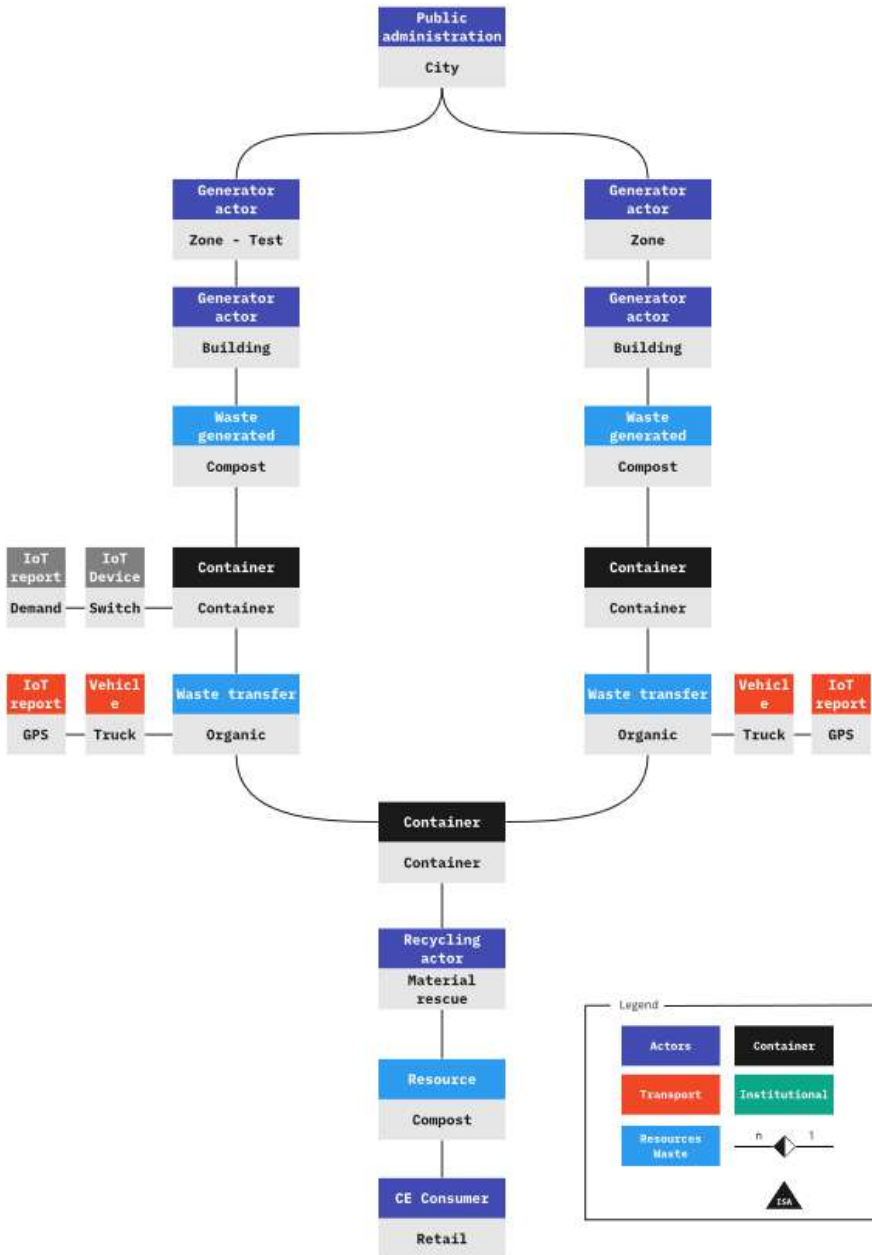 Public
administration
City
Generator
actor
Zone - Test
Generator
actor
Zone
Generator
actor
Building
Generator
actor
Building
Waste
generated
Compost
Waste
generated
Compost
IoT
report
Demand
IoT
Device
Switch
Container
Container
Container
Container
IoT
report
GPS
Vehicl
e
Truck
Waste transfer
Organic
Waste transfer
Organic
Vehicl
e
Truck
IoT
report
GPS
Container
Container
Recycling
actor
Material
rescue
Resource
Compost
CE Consumer
Retail
Legend
Actors
Container
Transport
Institutional
Resources
Waste
n 1
ISA